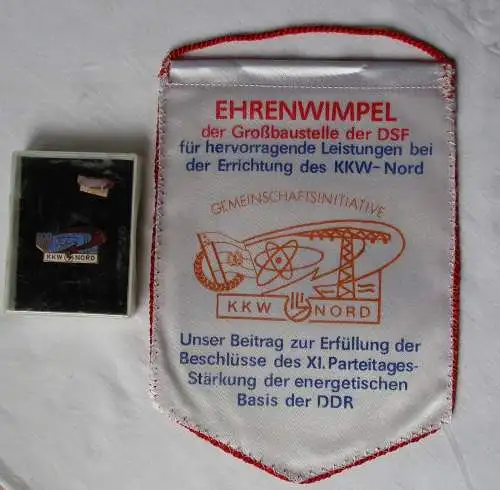 EHRENWIMPEL
der Großbaustelle der DSF
für hervorragende Leistungen bei
der Errichtung des KKW-Nord
GEMEINSCHAFTSINITIATIVE
KKW NORD
Unser Beitrag zur Erfüllung der
Beschlüsse des XI. Parteitages-
Stärkung der energetischen
Basis der DDR
KKW NORD